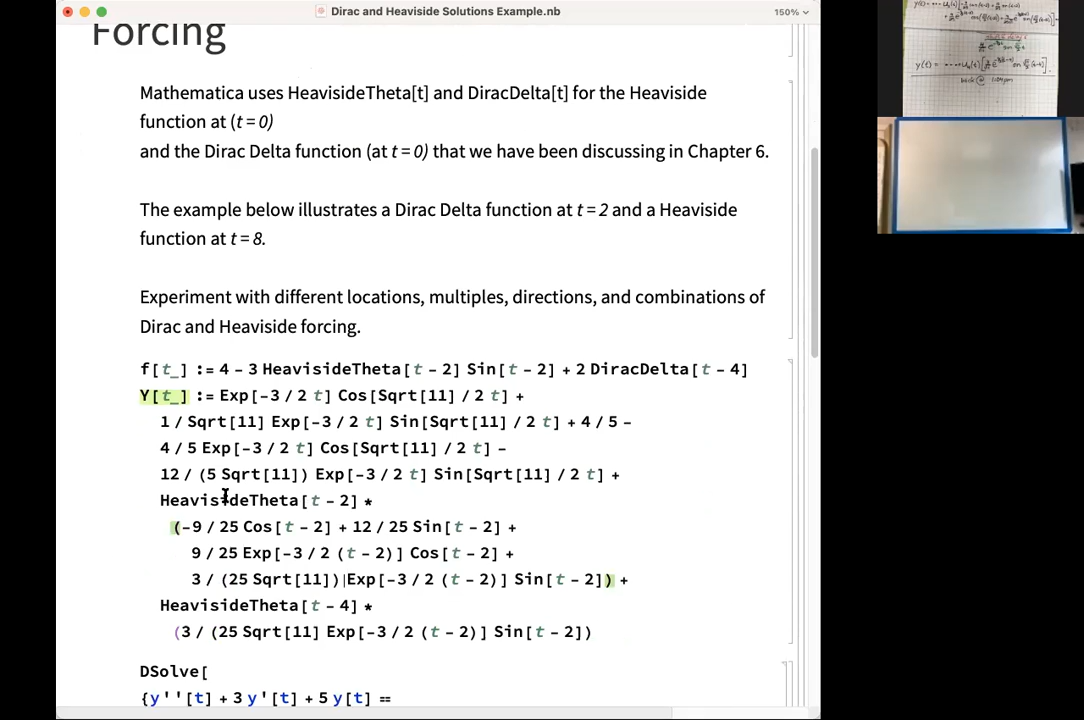 Dirac and Heaviside Solutions Example.nb
150%
Forcing
Mathematica uses HeavisideTheta[t] and DiracDelta[t] for the Heaviside
function at (t = 0)
and the Dirac Delta function (at t = 0) that we have been discussing in Chapter 6.
The example below illustrates a Dirac Delta function at t = 2 and a Heaviside
function at t = 8.
Experiment with different locations, multiples, directions, and combinations of
Dirac and Heaviside forcing.
f[t_] := 4 - 3 HeavisideTheta[t - 2] Sin[t - 2] + 2 DiracDelta[t - 4]
Y[t_] := Exp[-3 / 2 t] Cos[Sqrt[11] / 2 t] +
1 / Sqrt[11] Exp[-3 / 2 t] Sin[Sqrt[11] / 2 t] + 4 / 5 -
4 / 5 Exp[-3 / 2 t] Cos[Sqrt[11] / 2 t] -
12 / (5 Sqrt[11]) Exp[-3 / 2 t] Sin[Sqrt[11] / 2 t] +
HeavisideTheta[t - 2] *
(-9 / 25 Cos[t - 2] + 12 / 25 Sin[t - 2] +
9 / 25 Exp[-3 / 2 (t - 2)] Cos[t - 2] +
3 / (25 Sqrt[11]) Exp[-3 / 2 (t - 2)] Sin[t - 2]) +
HeavisideTheta[t - 4] *
(3 / (25 Sqrt[11] Exp[-3 / 2 (t - 2)] Sin[t - 2])
DSolve[
{y''[t] + 3 y'[t] + 5 y[t] ==